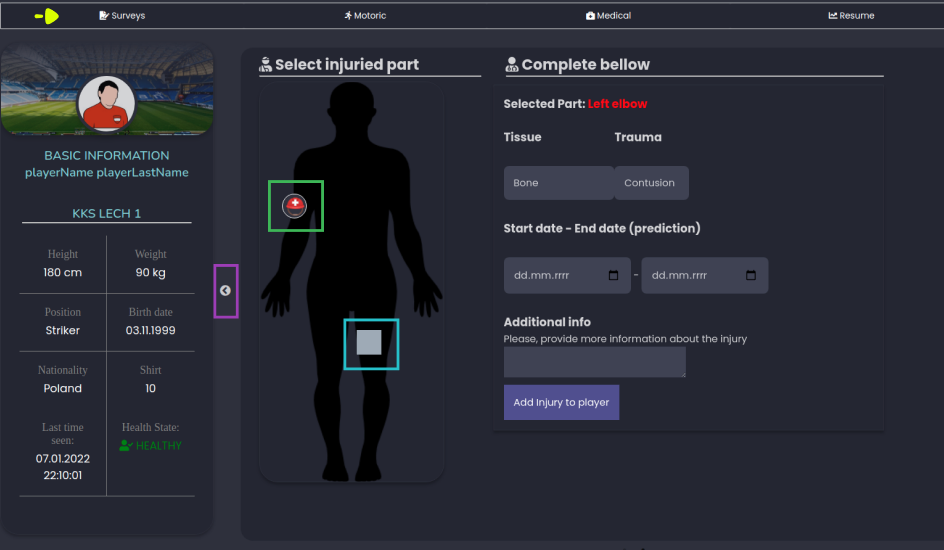 Surveys
Motoric
Medical
Resume
BASIC INFORMATION
playerName playerLastName
KKS LECH 1
Height
Weight
180 cm
90 kg
Position
Birth date
Striker
03.11.1999
Nationality
Shirt
Poland
10
Last time
seen:
Health State:
HEALTHY
07.01.2022
22:10:01
Select injuried part
Complete bellow
Selected Part: Left elbow
Tissue
Trauma
Bone
Contusion
Start date - End date (prediction)
dd.mm.rrrr - dd.mm.rrrr
Additional info
Please, provide more information about the injury
Add Injury to player